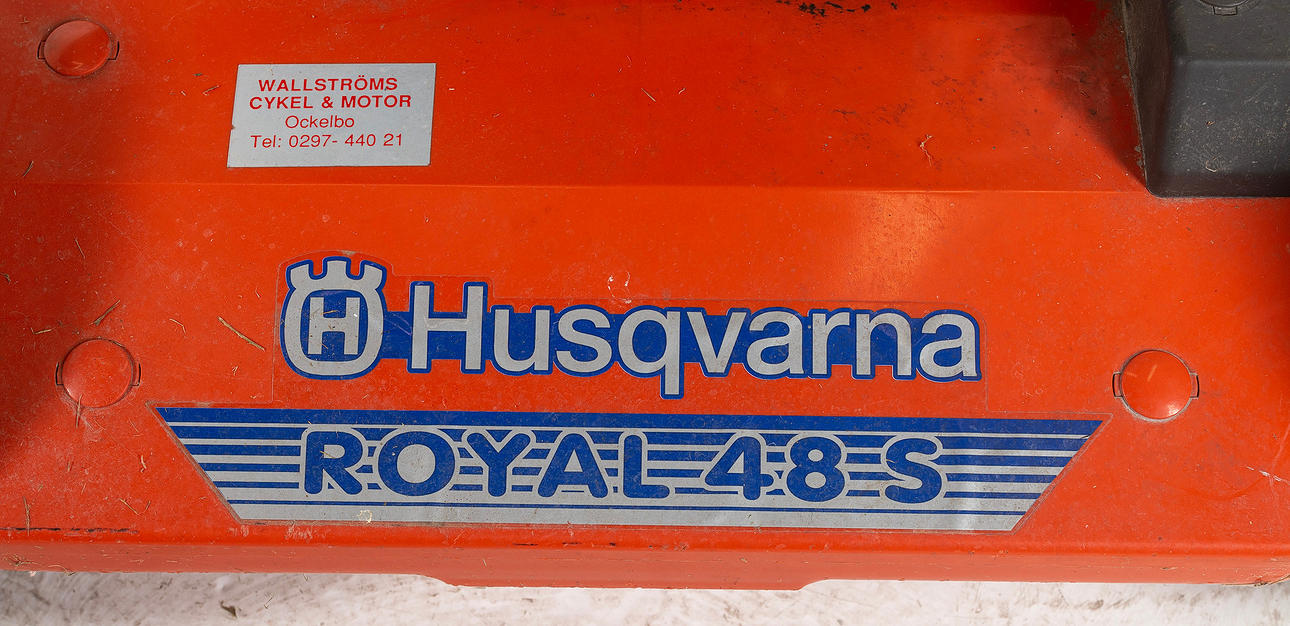 WALLSTRÖMS
CYKEL & MOTOR
Ockelbo
Tel: 0297- 440 21
H Husqvarna
ROYAL 48 S